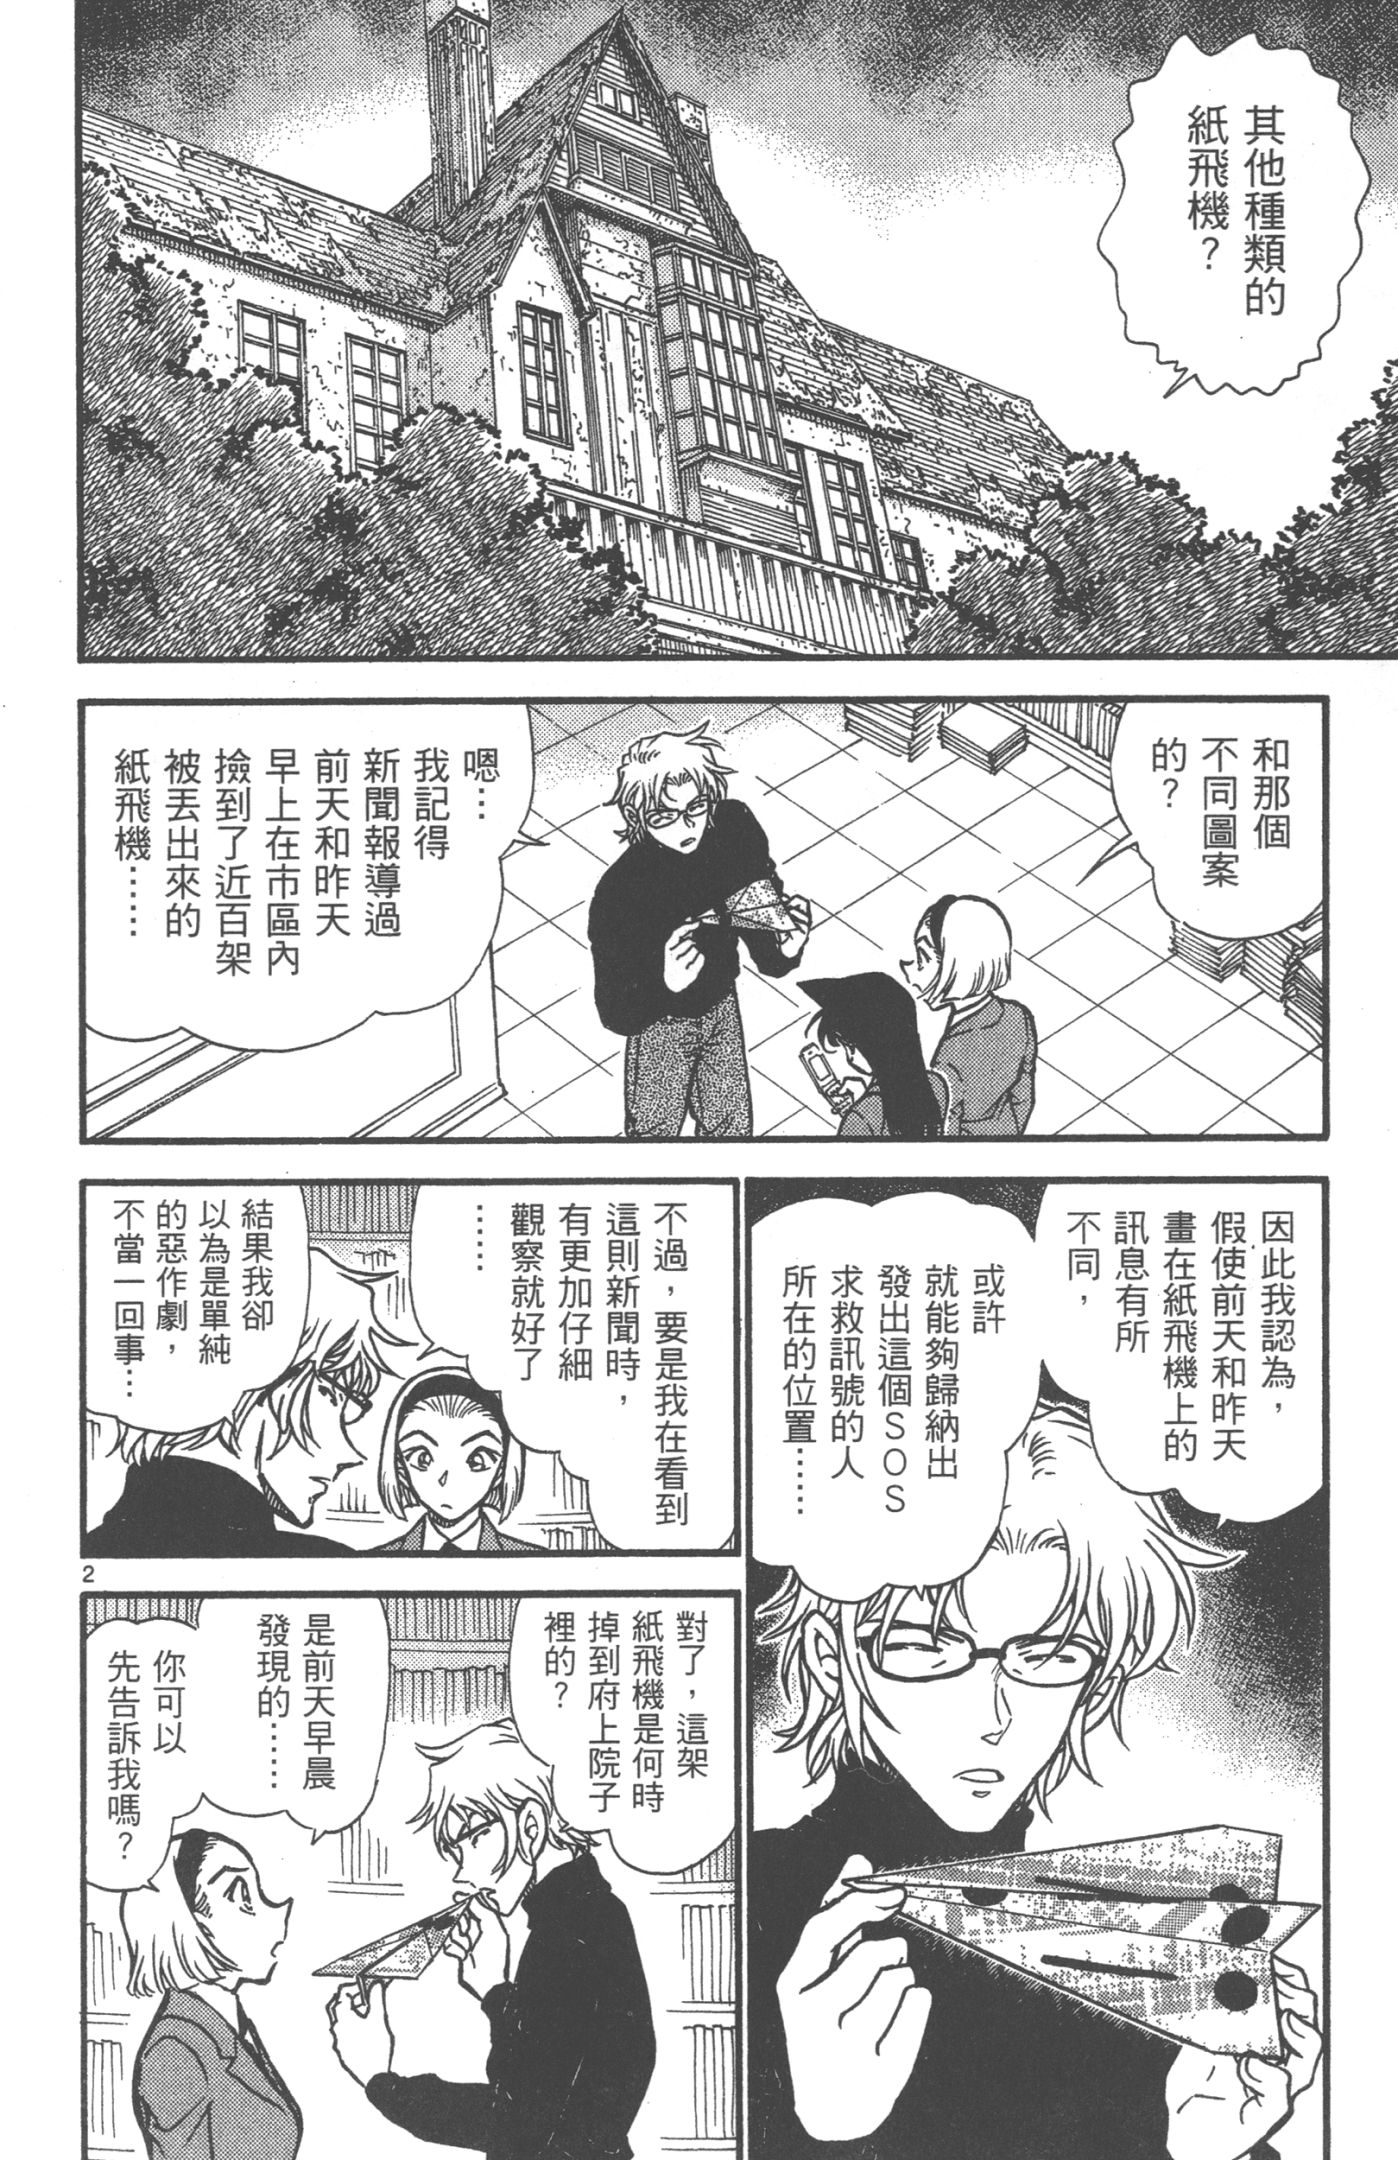 其他種類的
紙飛機？
和那個
不同圖案
的？
嗯…
我記得
新聞報導過
前天和昨天
早上在市區內
撿到了近百架
被丟出來的
紙飛機……
因此我認為，
假使前天和昨天
畫在紙飛機上的
訊息有所
不同，
或許
就能夠歸納出
發出這個SOS
求救訊號的人
所在的位置……
不過，要是我在看到
這則新聞時，
有更加仔細
觀察就好了
……
結果我卻
以為是單純
的惡作劇，
不當一回事…
2
對了，這架
紙飛機是何時
掉到府上院子
裡的？
是前天早晨
發現的……
你可以
先告訴我嗎？